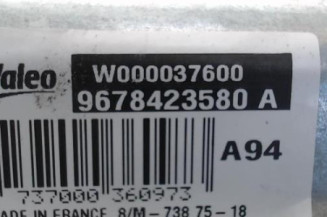 Valeo
W000037600
9678423580 A
A94
737000 360973
MADE IN FRANCE 8/M-738 75-18